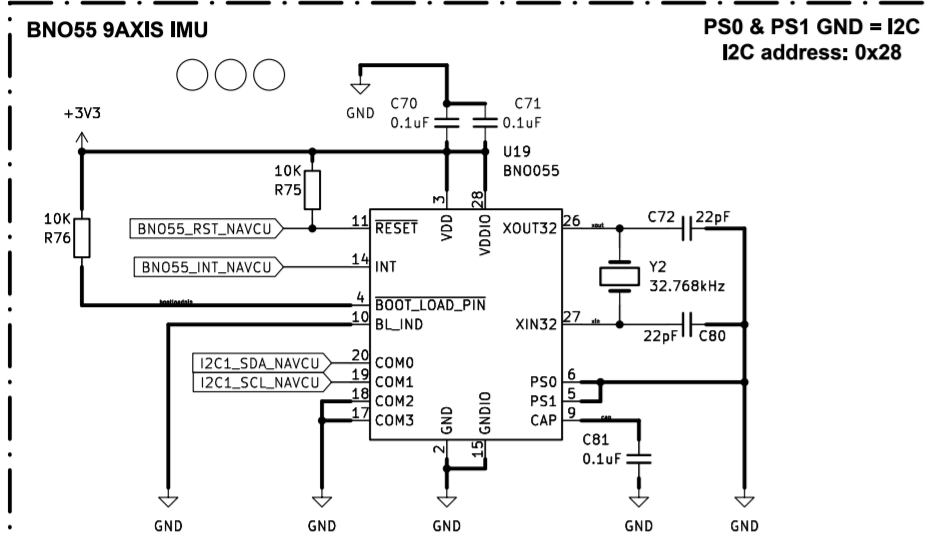 BNO55 9AXIS IMU
PS0 & PS1 GND = I2C
I2C address: 0x28
+3V3
GND
C70
0.1uF
C71
0.1uF
U19
BNO055
10K
R75
10K
R76
BNO55_RST_NAVCU
BNO55_INT_NAVCU
I2C1_SDA_NAVCU
I2C1_SCL_NAVCU
11
14
4
10
20
19
18
17
RESET
INT
BOOT_LOAD_PIN
BL_IND
COM0
COM1
COM2
COM3
3
28
VDD
VDDIO
XOUT32
XIN32
PS0
PS1
CAP
26
27
6
5
9
GND
GNDIO
2
15
xout
xin
cap
C72
22pF
Y2
32.768kHz
22pF
C80
C81
0.1uF
GND
GND
GND
GND
GND